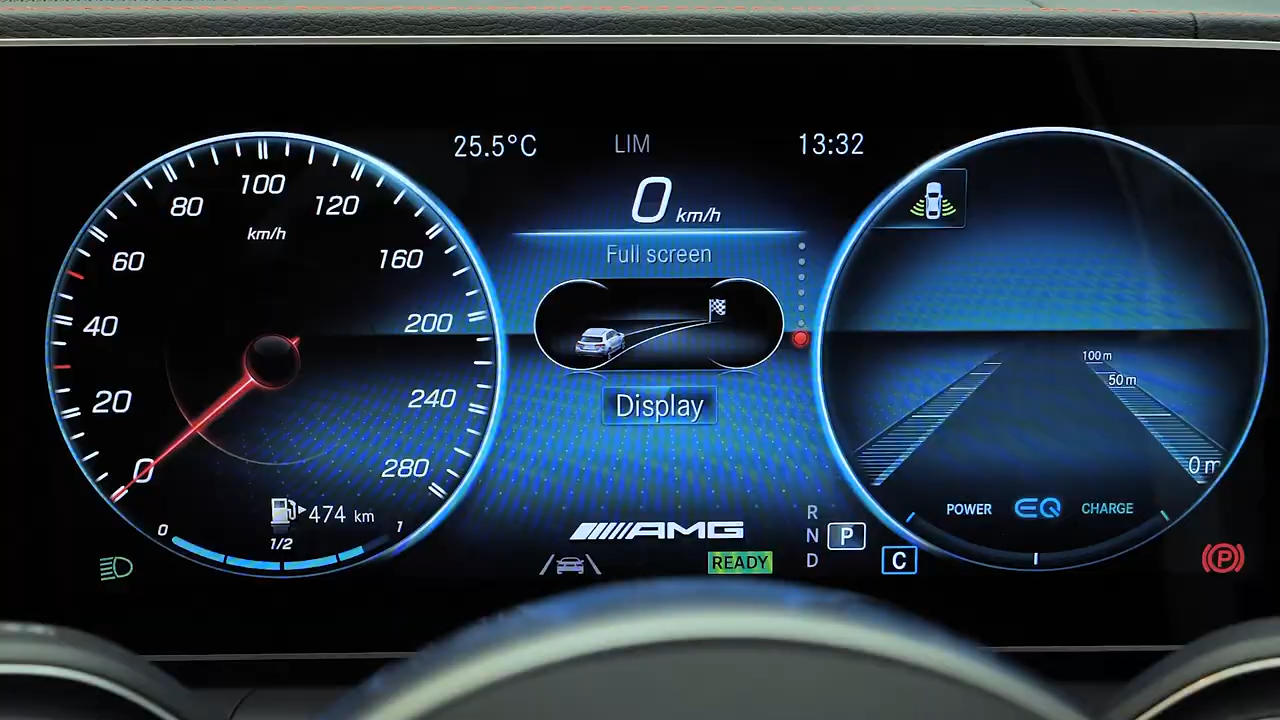 25.5°C LIM 13:32
0 km/h
Full screen
Display
AMG
READY
0
20
40
60
80
100
120
160
200
240
280
km/h
474 km
0 1/2 1
R
N P
D
C
100 m
50 m
0 m
POWER EQ CHARGE
P